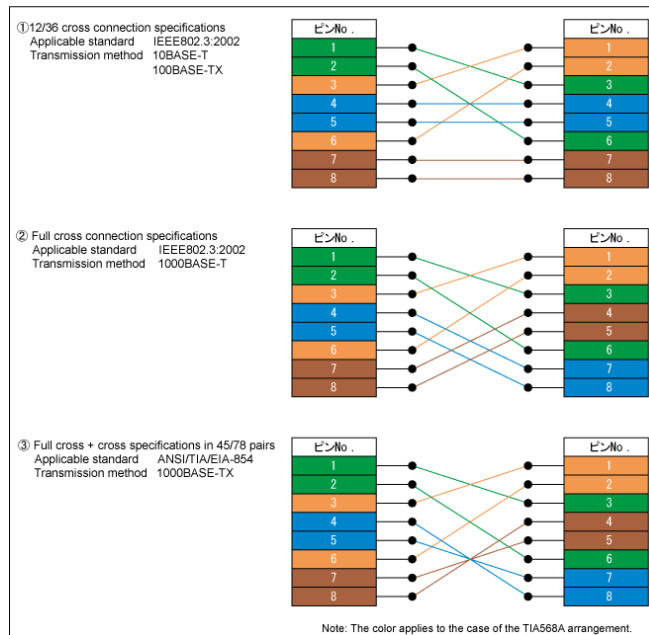 ①12/36 cross connection specifications
Applicable standard IEEE802.3:2002
Transmission method 10BASE-T
100BASE-TX
ピンNo.
ピンNo.
1
1
2
2
3
3
4
4
5
5
6
6
7
7
8
8
② Full cross connection specifications
Applicable standard IEEE802.3:2002
Transmission method 1000BASE-T
ピンNo.
ピンNo.
1
1
2
2
3
3
4
4
5
5
6
6
7
7
8
8
③ Full cross + cross specifications in 45/78 pairs
Applicable standard ANSI/TIA/EIA-854
Transmission method 1000BASE-TX
ピンNo.
ピンNo.
1
1
2
2
3
3
4
4
5
5
6
6
7
7
8
8
Note: The color applies to the case of the TIA568A arrangement.